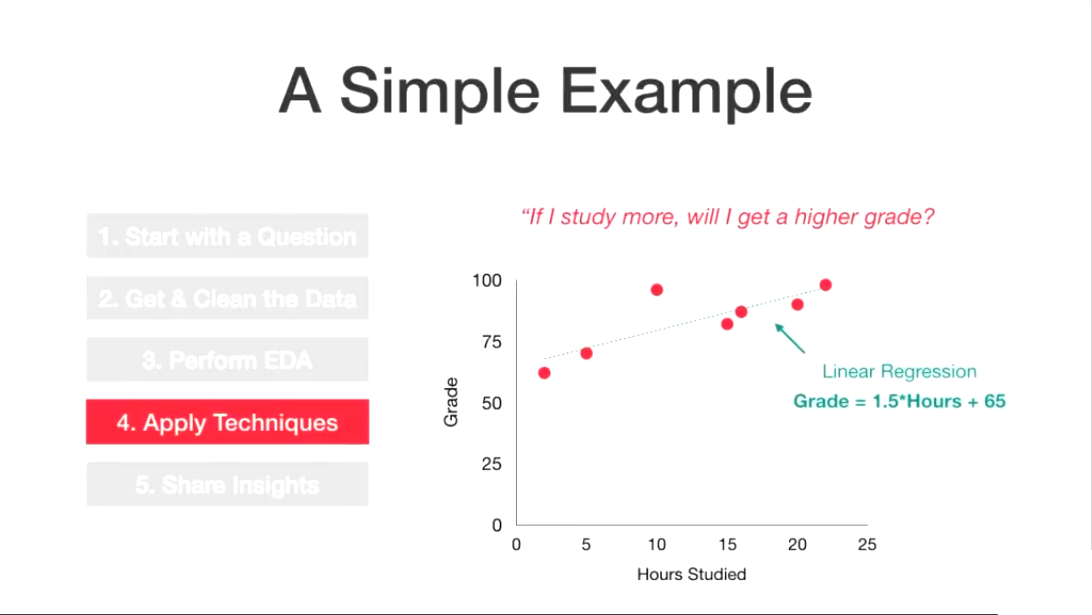 A Simple Example
1. Start with a Question
2. Get & Clean the Data
3. Perform EDA
4. Apply Techniques
5. Share Insights
“If I study more, will I get a higher grade?
100
75
50
25
0
Grade
0 5 10 15 20 25
Hours Studied
Linear Regression
Grade = 1.5*Hours + 65